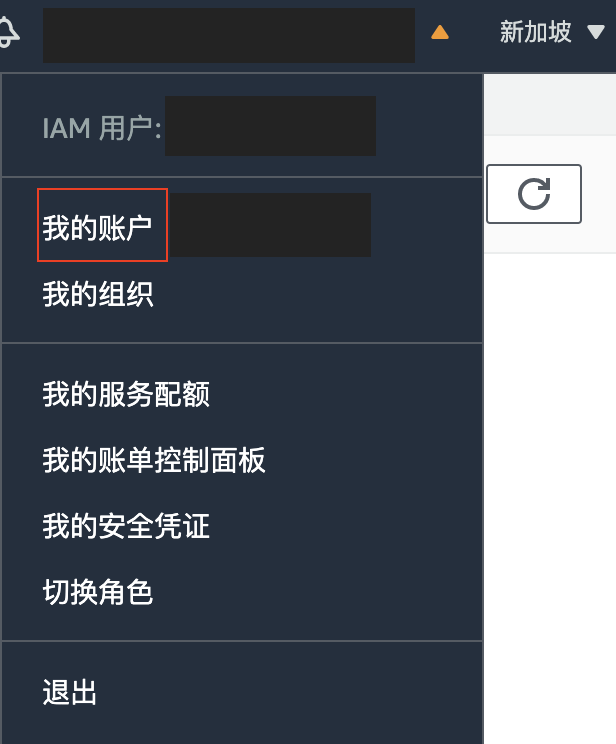 新加坡
IAM 用户:
我的账户
我的组织
我的服务配额
我的账单控制面板
我的安全凭证
切换角色
退出